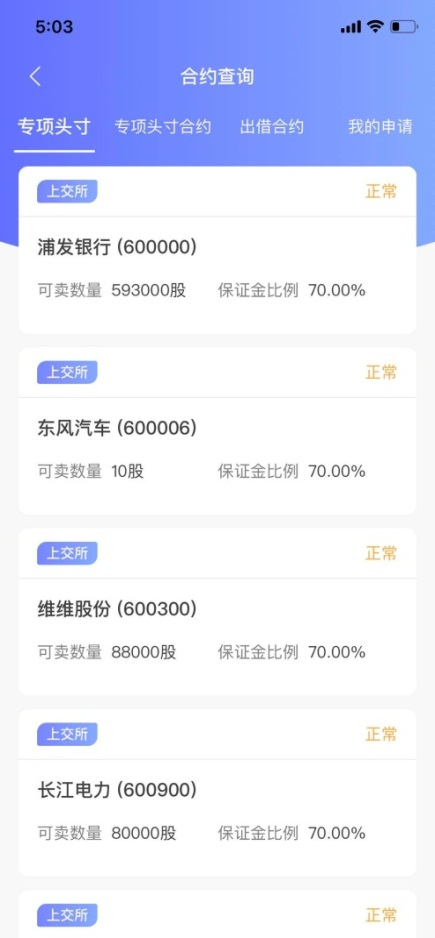 5:03
合约查询
专项头寸 专项头寸合约 出借合约 我的申请
上交所 正常
浦发银行 (600000)
可卖数量 593000股 保证金比例 70.00%
上交所 正常
东风汽车 (600006)
可卖数量 10股 保证金比例 70.00%
上交所 正常
维维股份 (600300)
可卖数量 88000股 保证金比例 70.00%
上交所 正常
长江电力 (600900)
可卖数量 80000股 保证金比例 70.00%
上交所 正常